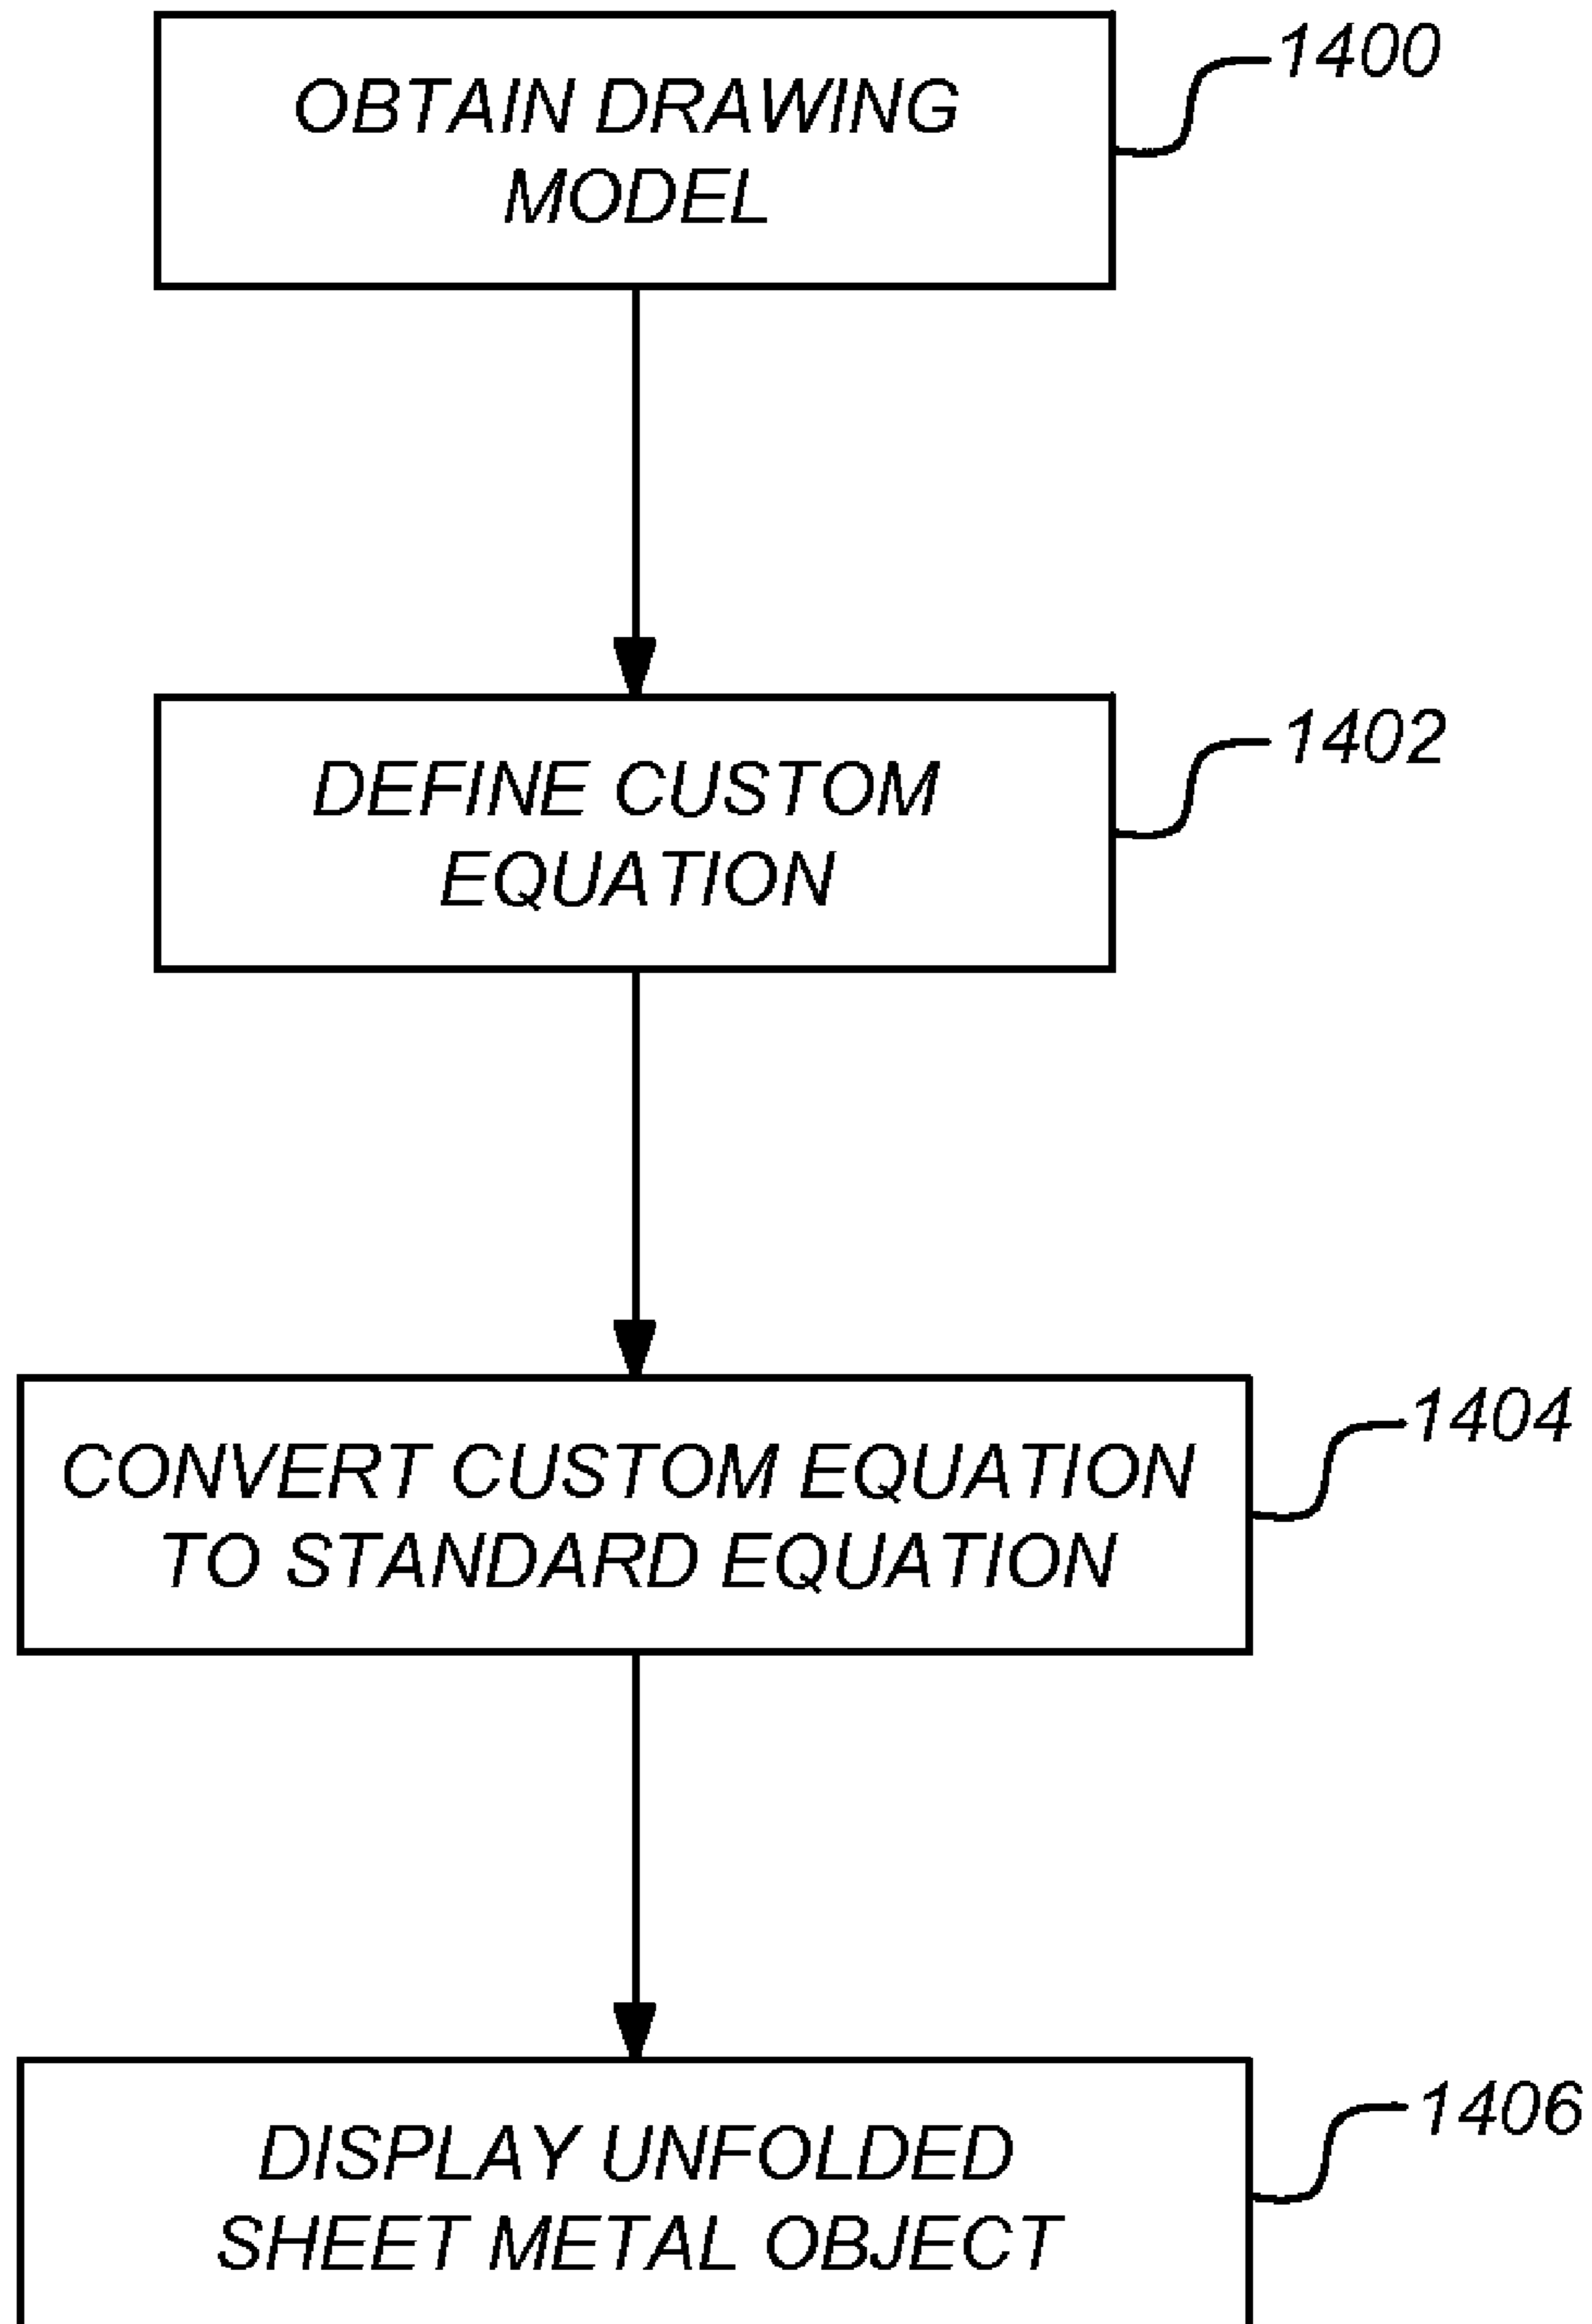 OBTAIN DRAWING
MODEL
1400
DEFINE CUSTOM
EQUATION
1402
CONVERT CUSTOM EQUATION
TO STANDARD EQUATION
1404
DISPLAY UNFOLDED
SHEET METAL OBJECT
1406